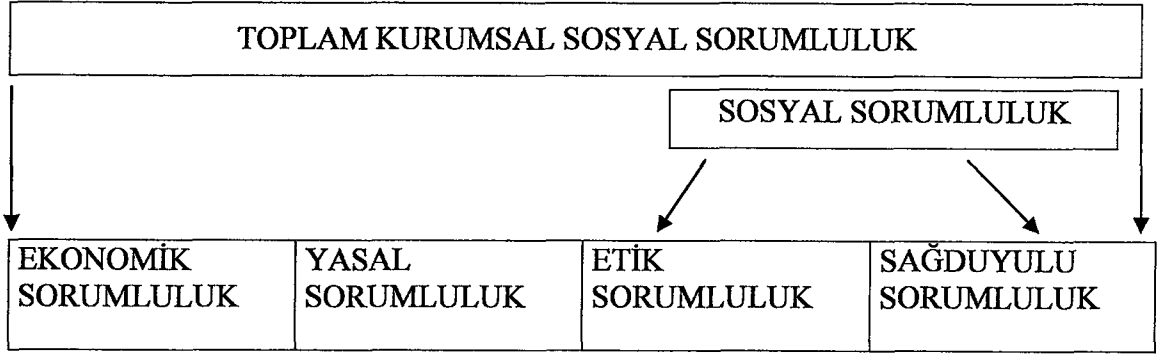 TOPLAM KURUMSAL SOSYAL SORUMLULUK
SOSYAL SORUMLULUK
EKONOMİK
SORUMLULUK
YASAL
SORUMLULUK
ETİK
SORUMLULUK
SAĞDUYULU
SORUMLULUK